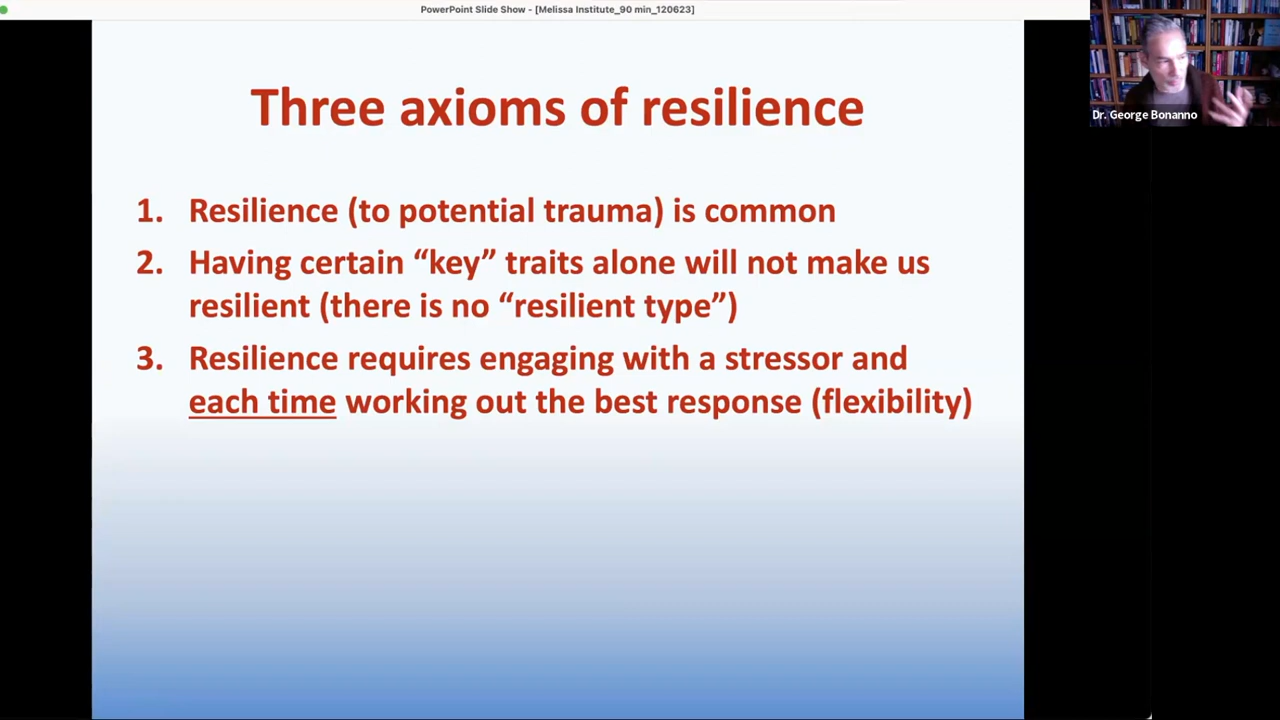 PowerPoint Slide Show - [Melissa Institute_90 min_120623]
Dr. George Bonanno
Three axioms of resilience
1. Resilience (to potential trauma) is common
2. Having certain “key” traits alone will not make us
resilient (there is no “resilient type”)
3. Resilience requires engaging with a stressor and
each time working out the best response (flexibility)